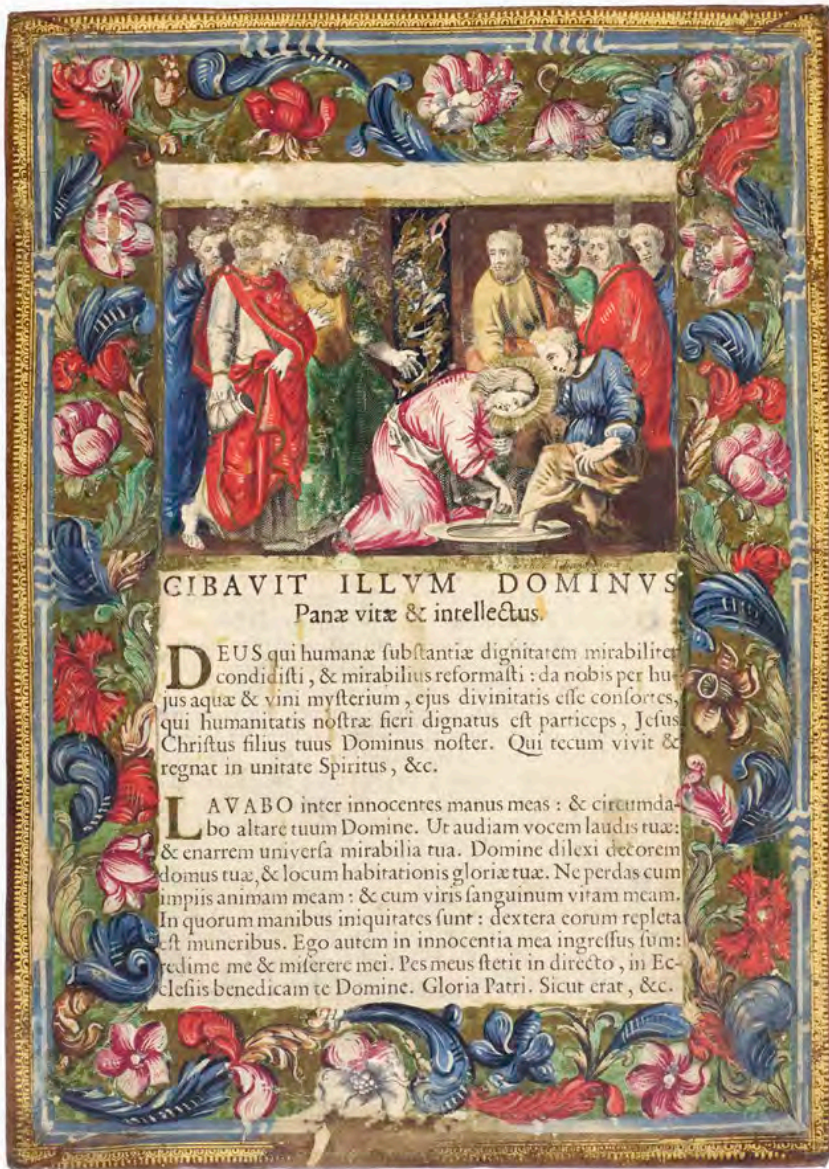 CIBAVIT ILLVM DOMINVS
Panæ vitæ & intellectus.
DEUS qui humanæ ſubſtantiæ dignitatem mirabiliter
condidiſti, & mirabilius reformaſti : da nobis per hu-
jus aquæ & vini myſterium, ejus divinitatis eſſe conſortes,
qui humanitatis noſtræ fieri dignatus eſt particeps, Jeſus
Chriſtus filius tuus Dominus noſter. Qui tecum vivit &
regnat in unitate Spiritus, &c.
LAVABO inter innocentes manus meas : & circumda-
bo altare tuum Domine. Ut audiam vocem laudis tuæ:
& enarrem univerſa mirabilia tua. Domine dilexi decorem
domus tuæ, & locum habitationis gloriæ tuæ. Ne perdas cum
impiis animam meam : & cum viris ſanguinum vitam meam.
In quorum manibus iniquitates ſunt : dextera eorum repleta
eſt muneribus. Ego autem in innocentia mea ingreſſus ſum:
redime me & miſerere mei. Pes meus ſtetit in directo, in Ec-
cleſiis benedicam te Domine. Gloria Patri. Sicut erat, &c.